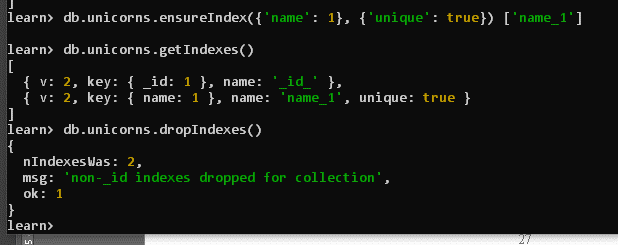 ]
learn> db.unicorns.ensureIndex({'name': 1}, {'unique': true}) ['name_1']
learn> db.unicorns.getIndexes()
[
  { v: 2, key: { _id: 1 }, name: '_id_' },
  { v: 2, key: { name: 1 }, name: 'name_1', unique: true }
]
learn> db.unicorns.dropIndexes()
{
  nIndexesWas: 2,
  msg: 'non-_id indexes dropped for collection',
  ok: 1
}
learn>
27